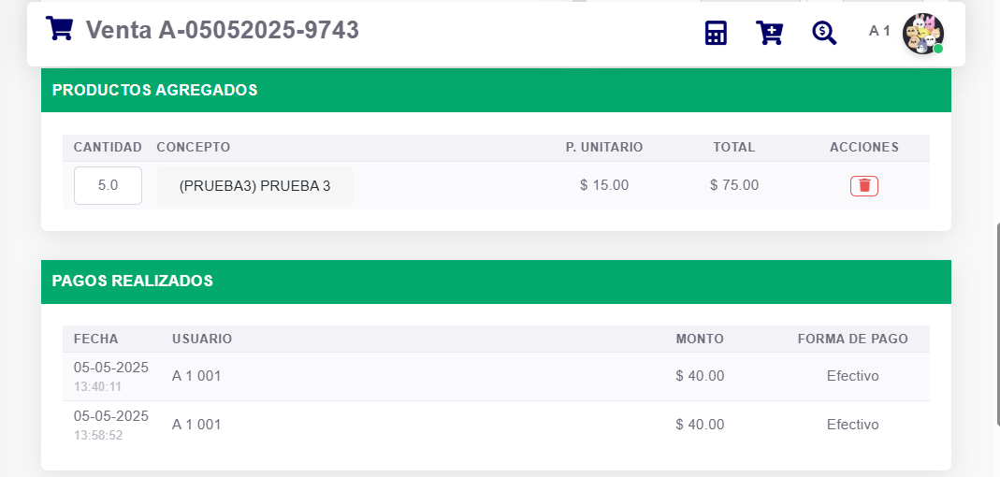 Venta A-05052025-9743
A 1
PRODUCTOS AGREGADOS
CANTIDAD CONCEPTO P. UNITARIO TOTAL ACCIONES
5.0 (PRUEBA3) PRUEBA 3 $ 15.00 $ 75.00
PAGOS REALIZADOS
FECHA USUARIO MONTO FORMA DE PAGO
05-05-2025 A 1 001 $ 40.00 Efectivo
13:40:11
05-05-2025 A 1 001 $ 40.00 Efectivo
13:58:52